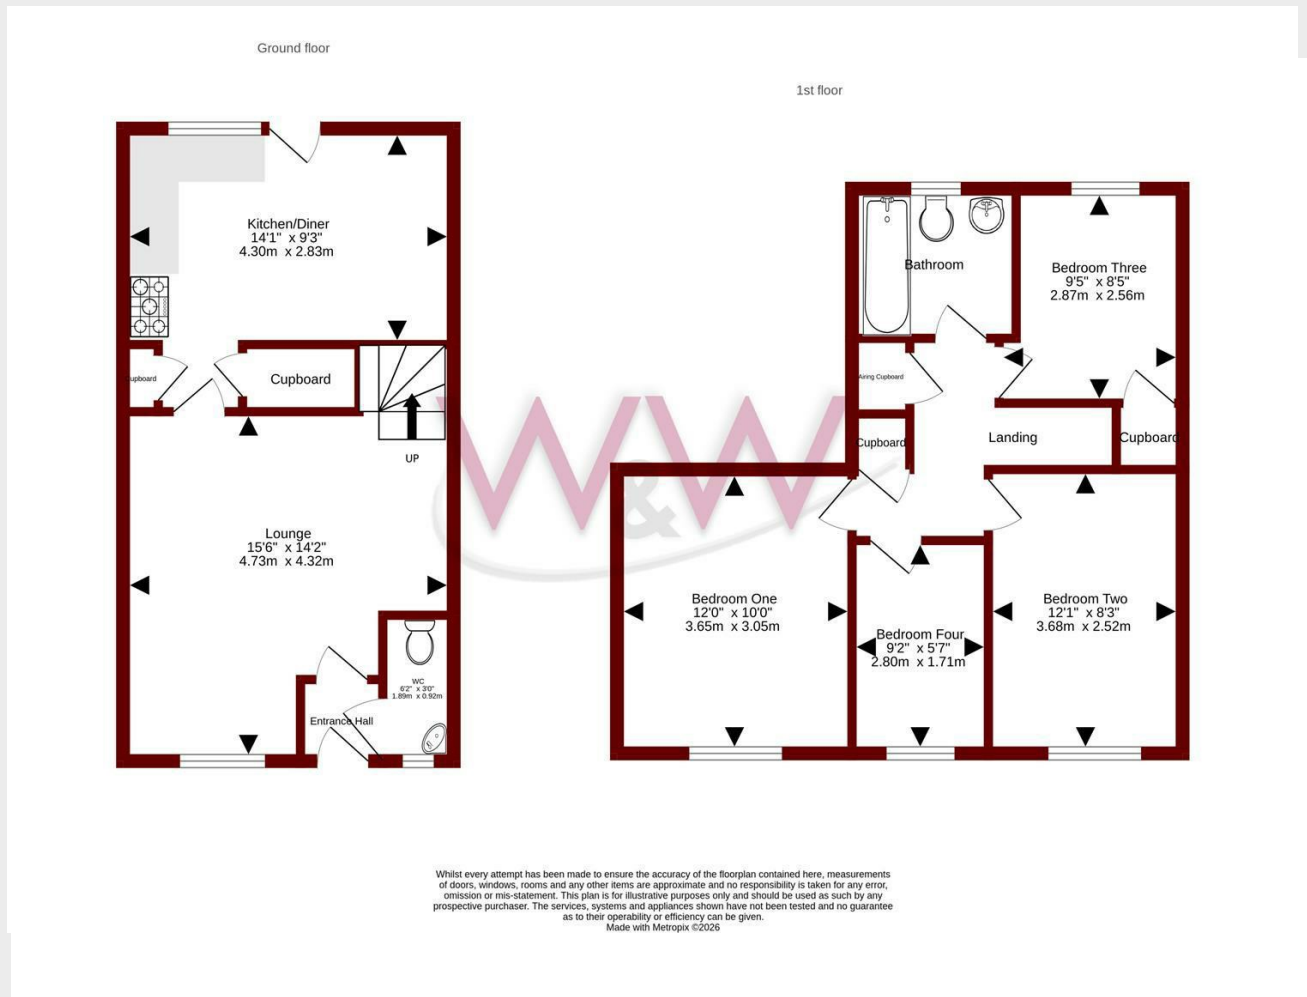 Ground floor
1st floor
Kitchen/Diner
14'1" x 9'3"
4.30m x 2.83m
Cupboard
Cupboard
UP
Lounge
15'6" x 14'2"
4.73m x 4.32m
WC
6'2" x 3'0"
1.89m x 0.92m
Entrance Hall
Bathroom
Bedroom Three
9'5" x 8'5"
2.87m x 2.56m
Airing Cupboard
Cupboard
Landing
Cupboard
W&W
Bedroom One
12'0" x 10'0"
3.65m x 3.05m
Bedroom Four
9'2" x 5'7"
2.80m x 1.71m
Bedroom Two
12'1" x 8'3"
3.68m x 2.52m
Whilst every attempt has been made to ensure the accuracy of the floorplan contained here, measurements
of doors, windows, rooms and any other items are approximate and no responsibility is taken for any error,
omission or mis-statement. This plan is for illustrative purposes only and should be used as such by any
prospective purchaser. The services, systems and appliances shown have not been tested and no guarantee
as to their operability or efficiency can be given.
Made with Metropix ©2026